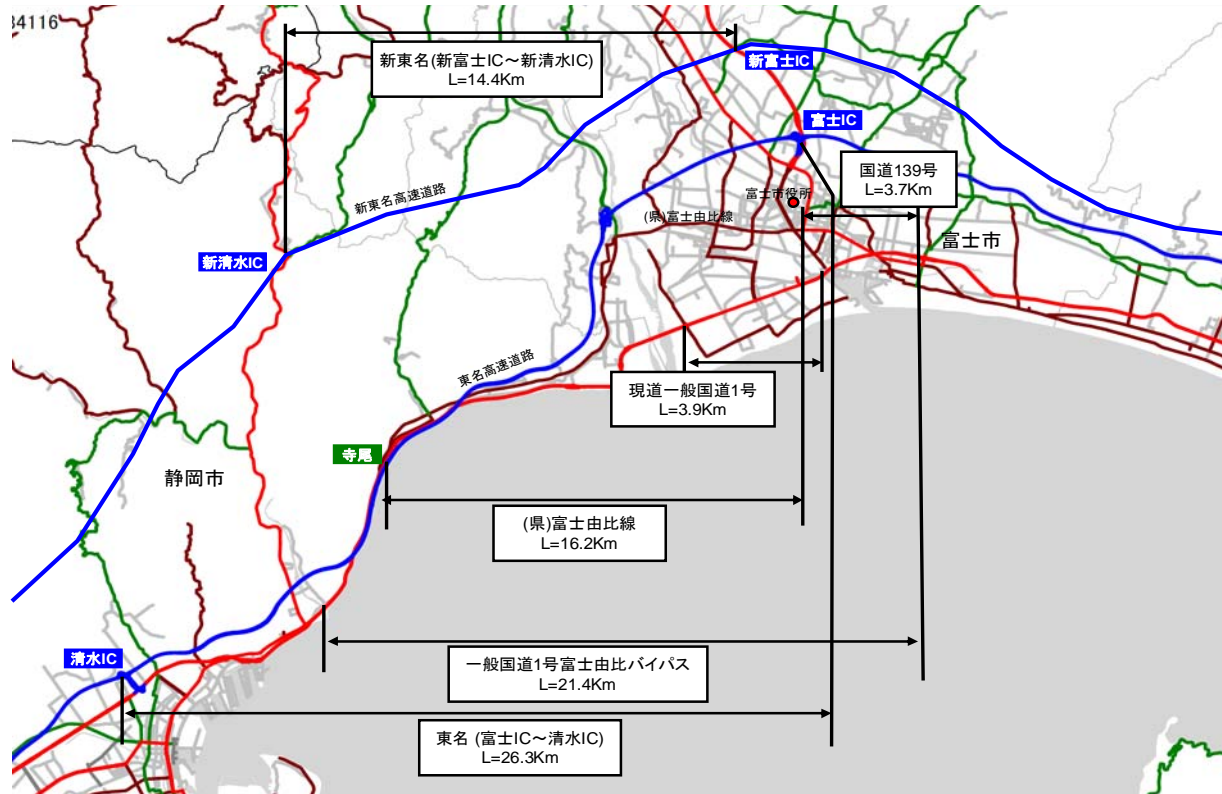 34116
新東名(新富士IC～新清水IC)
L=14.4Km
新富士IC
富士IC
国道139号
L=3.7Km
富士市役所
新東名高速道路
(県)富士由比線
富士市
新清水IC
東名高速道路
現道一般国道1号
L=3.9Km
寺尾
静岡市
(県)富士由比線
L=16.2Km
清水IC
一般国道1号富士由比バイパス
L=21.4Km
東名 (富士IC～清水IC)
L=26.3Km